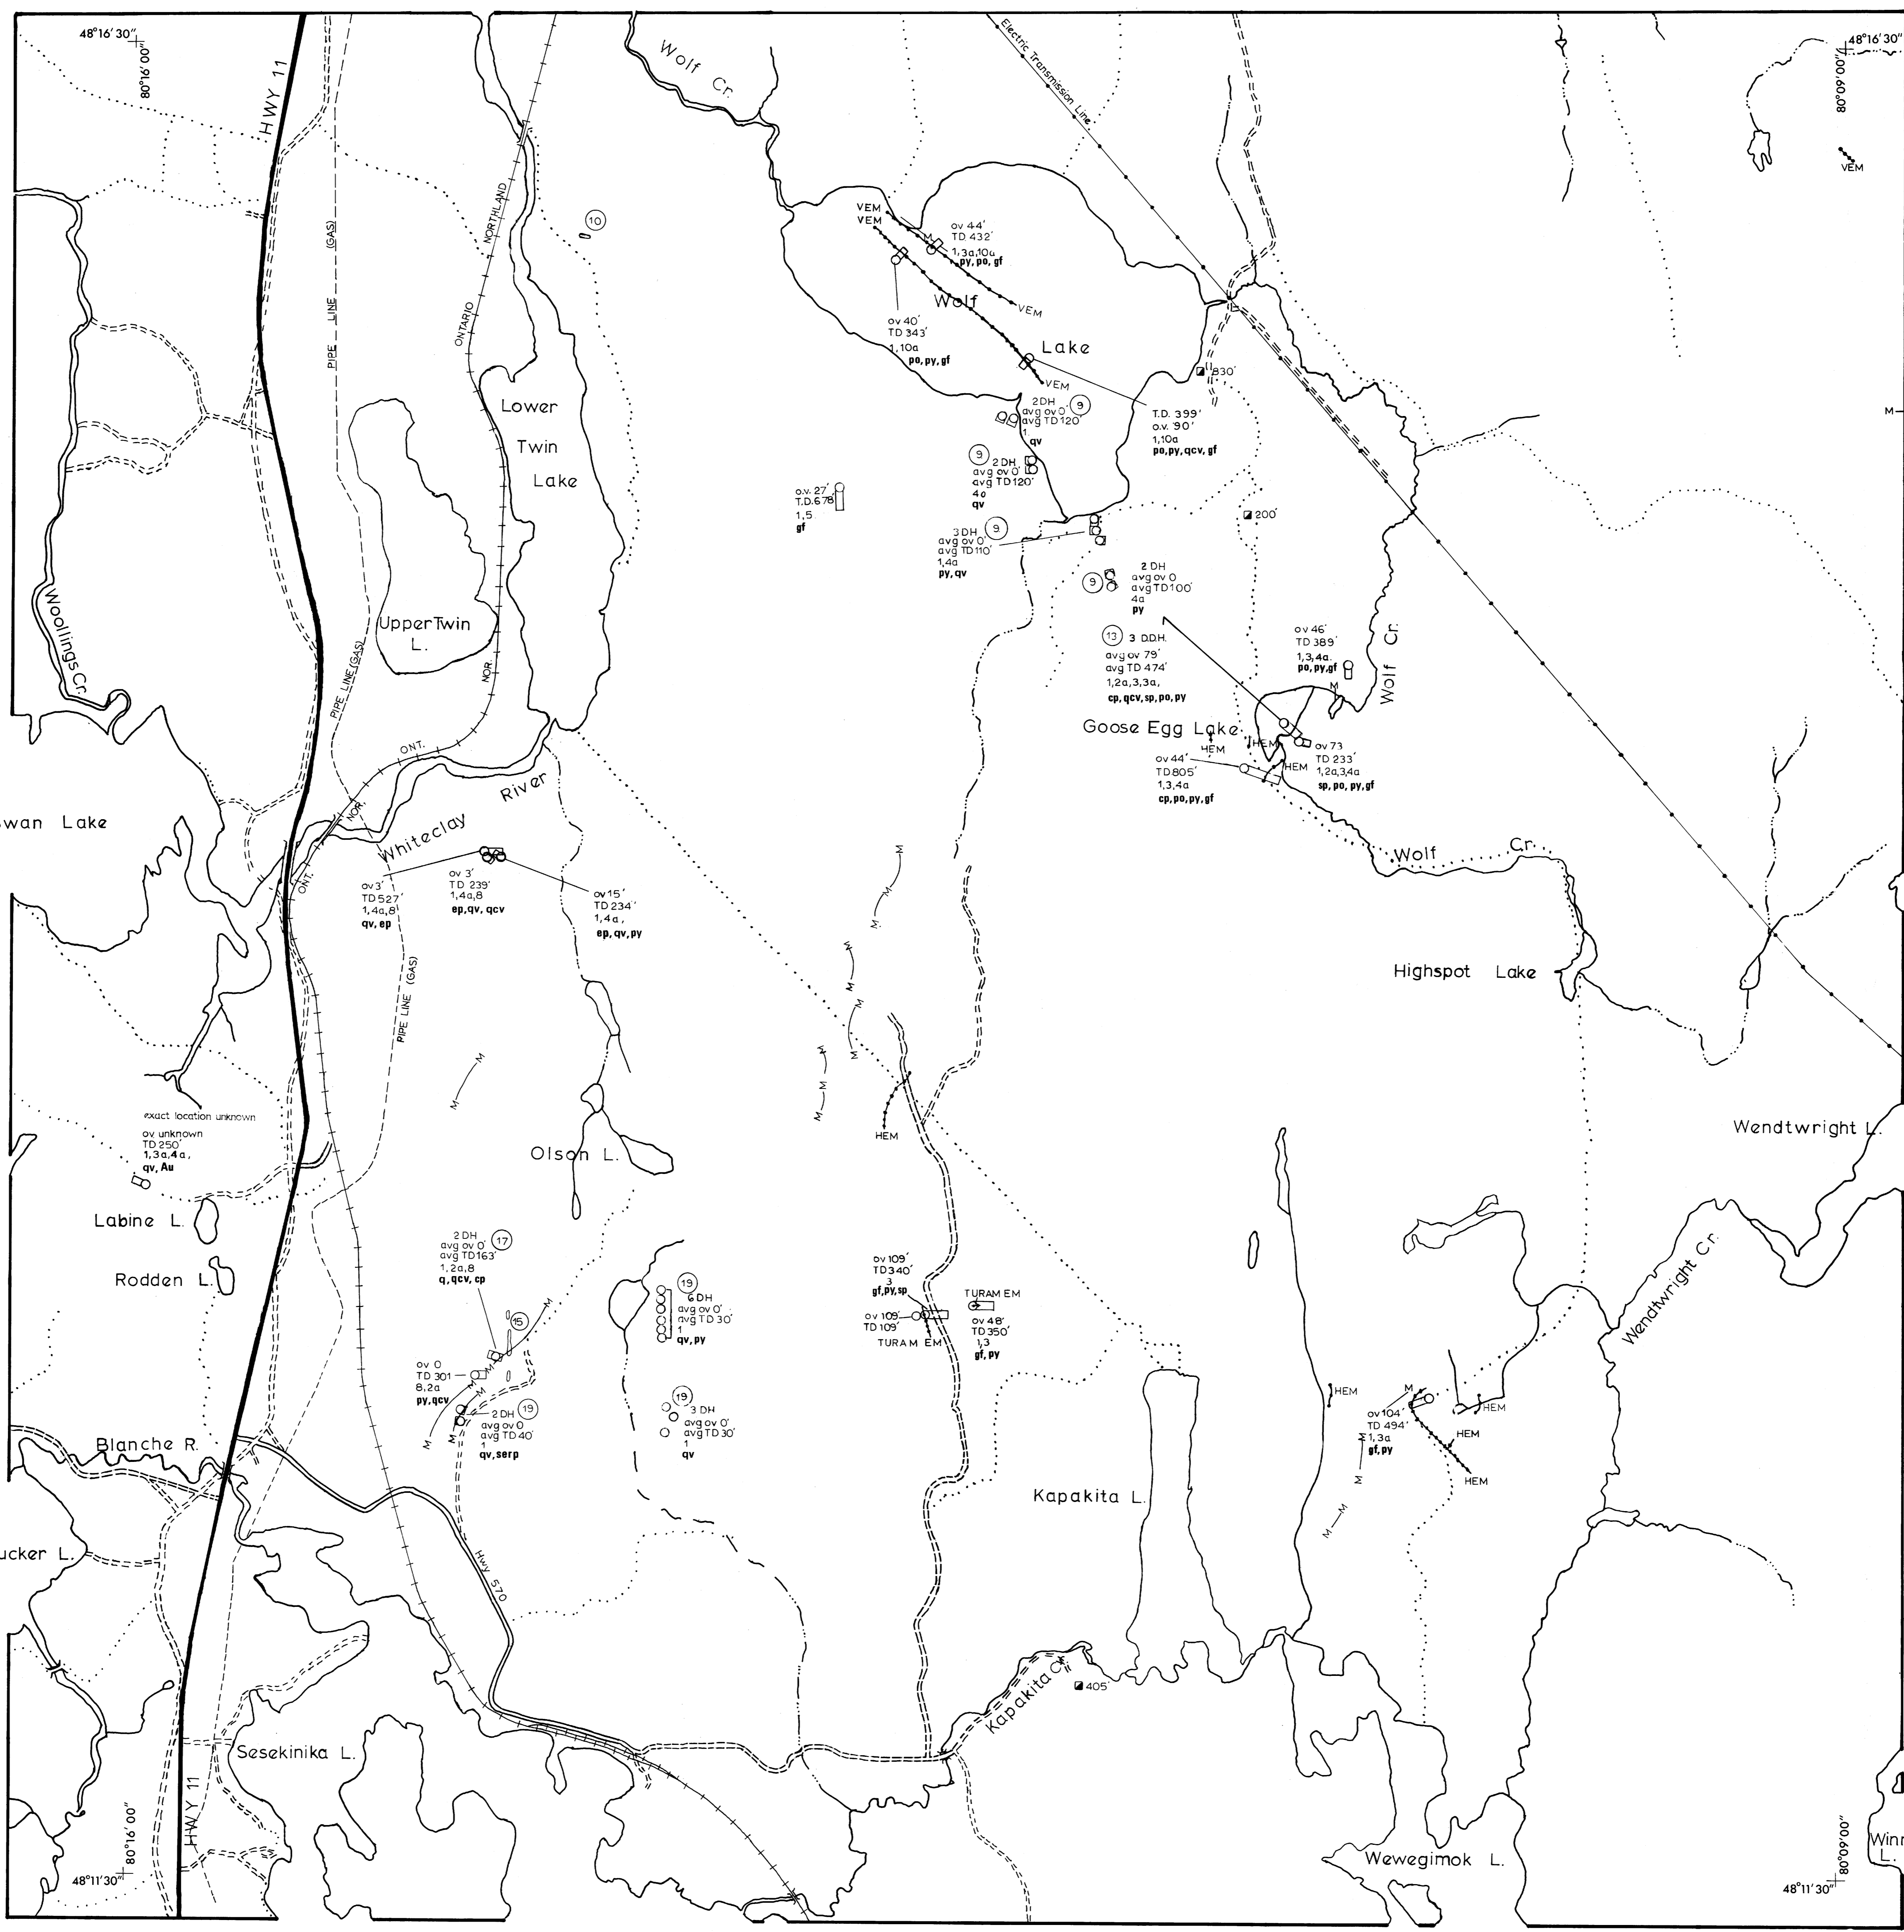 48°16'30"
80°16'00"
HWY 11
Wolf Cr.
Electric Transmission Line
48°16'30"
80°09'00"
VEM
PIPE LINE (GAS)
ONTARIO
NORTHLAND
10
VEM
VEM
ov 44'
TD 432'
M
1,3a,10a
py, po, gf
Wolf
VEM
ov 40'
TD 343'
1,10a
po, py, gf
Lake
VEM
830'
Lower
Twin
Lake
2 DH
avg ov 0'
avg TD 120'
1
qv
9
T.D. 399'
o.v. 90'
1,10a
po, py, qcv, gf
M
9
2 DH
avg ov 0'
avg TD 120'
4a
qv
o.v. 27'
T.D. 678'
1,5
gf
3 DH
avg ov 0'
avg TD 110'
1,4a
py, qv
9
200'
9
2 DH
avg ov 0
avg TD 100'
4a
py
Woollings Cr.
Upper Twin
L.
PIPE LINE (GAS)
NOR.
13
3 D.D.H.
avg ov 79'
avg TD 474'
1,2a,3,3a,
cp, qcv, sp, po, py
ov 46'
TD 389'
1,3,4a.
po, py, gf
M
Wolf Cr.
Goose Egg Lake
HEM
HEM
HEM
ov 73
TD 233'
1,2a,3,4a
sp, po, py, gf
ov 44'
TD 805'
1,3,4a
cp, po, py, gf
ONT.
River
Whiteclay
NOR.
ONT.
wan Lake
ov 3'
TD 527'
1,4a,8
qv, ep
ov 3'
TD 239'
1,4a,8
ep, qv, qcv
ov 15'
TD 234'
1,4a,
ep, qv, py
Wolf Cr.
M
M
M
M
Highspot Lake
PIPE LINE (GAS)
M
M
M
M
M
M
M
HEM
exact location unknown
ov unknown
TD 250'
1,3a,4a,
qv, Au
Wendtwright L.
Olson L.
Labine L.
Rodden L.
2 DH
avg ov 0'
avg TD 163'
1,2a,8
q, qcv, cp
17
19
6 DH
avg ov 0'
avg TD 30'
1
qv, py
ov 109'
TD 340'
3
gf, py, sp
ov 109'
TD 109'
TURAM EM
TURAM EM
ov 48'
TD 350'
1,3
gf, py
Wendtwright Cr.
M
15
ov 0
TD 301
8,2a
py, qcv
M
M
M
M
M
2 DH
avg ov 0
avg TD 40'
1
qv, serp
19
19
3 DH
avg ov 0'
avg TD 30'
1
qv
HEM
M
ov 104'
TD 494'
1,3a
gf, py
HEM
HEM
HEM
M
M
M
M
Blanche R.
Kapakita L.
ucker L.
Hwy 570
Kapakita Cr.
405'
Sesekinika L.
HWY 11
80°16'00"
48°11'30"
Wewegimok L.
80°09'00"
48°11'30"
Winn
L.